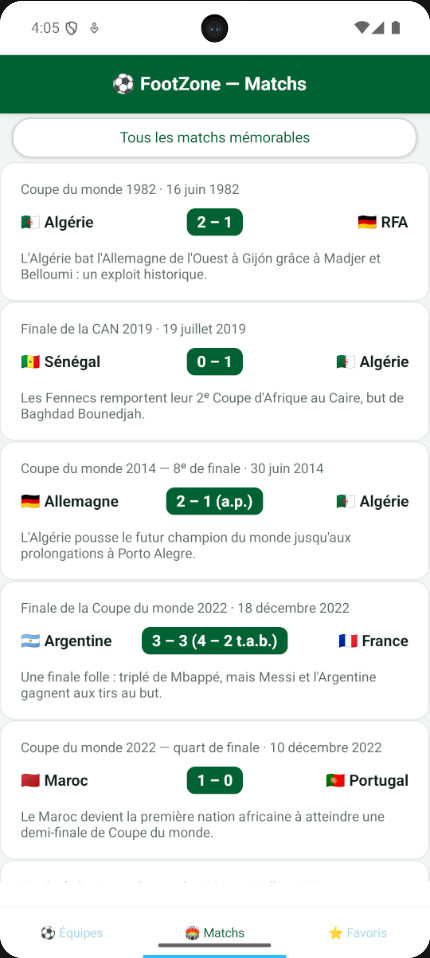 4:05
⚽ FootZone — Matchs
Tous les matchs mémorables
Coupe du monde 1982 · 16 juin 1982
🇩🇿 Algérie 2 – 1 🇩🇪 RFA
L'Algérie bat l'Allemagne de l'Ouest à Gijón grâce à Madjer et
Belloumi : un exploit historique.
Finale de la CAN 2019 · 19 juillet 2019
🇸🇳 Sénégal 0 – 1 🇩🇿 Algérie
Les Fennecs remportent leur 2ᵉ Coupe d'Afrique au Caire, but de
Baghdad Bounedjah.
Coupe du monde 2014 — 8ᵉ de finale · 30 juin 2014
🇩🇪 Allemagne 2 – 1 (a.p.) 🇩🇿 Algérie
L'Algérie pousse le futur champion du monde jusqu'aux
prolongations à Porto Alegre.
Finale de la Coupe du monde 2022 · 18 décembre 2022
🇦🇷 Argentine 3 – 3 (4 – 2 t.a.b.) 🇫🇷 France
Une finale folle : triplé de Mbappé, mais Messi et l'Argentine
gagnent aux tirs au but.
Coupe du monde 2022 — quart de finale · 10 décembre 2022
🇲🇦 Maroc 1 – 0 🇵🇹 Portugal
Le Maroc devient la première nation africaine à atteindre une
demi-finale de Coupe du monde.
⚽ Équipes 🏟️ Matchs ⭐ Favoris